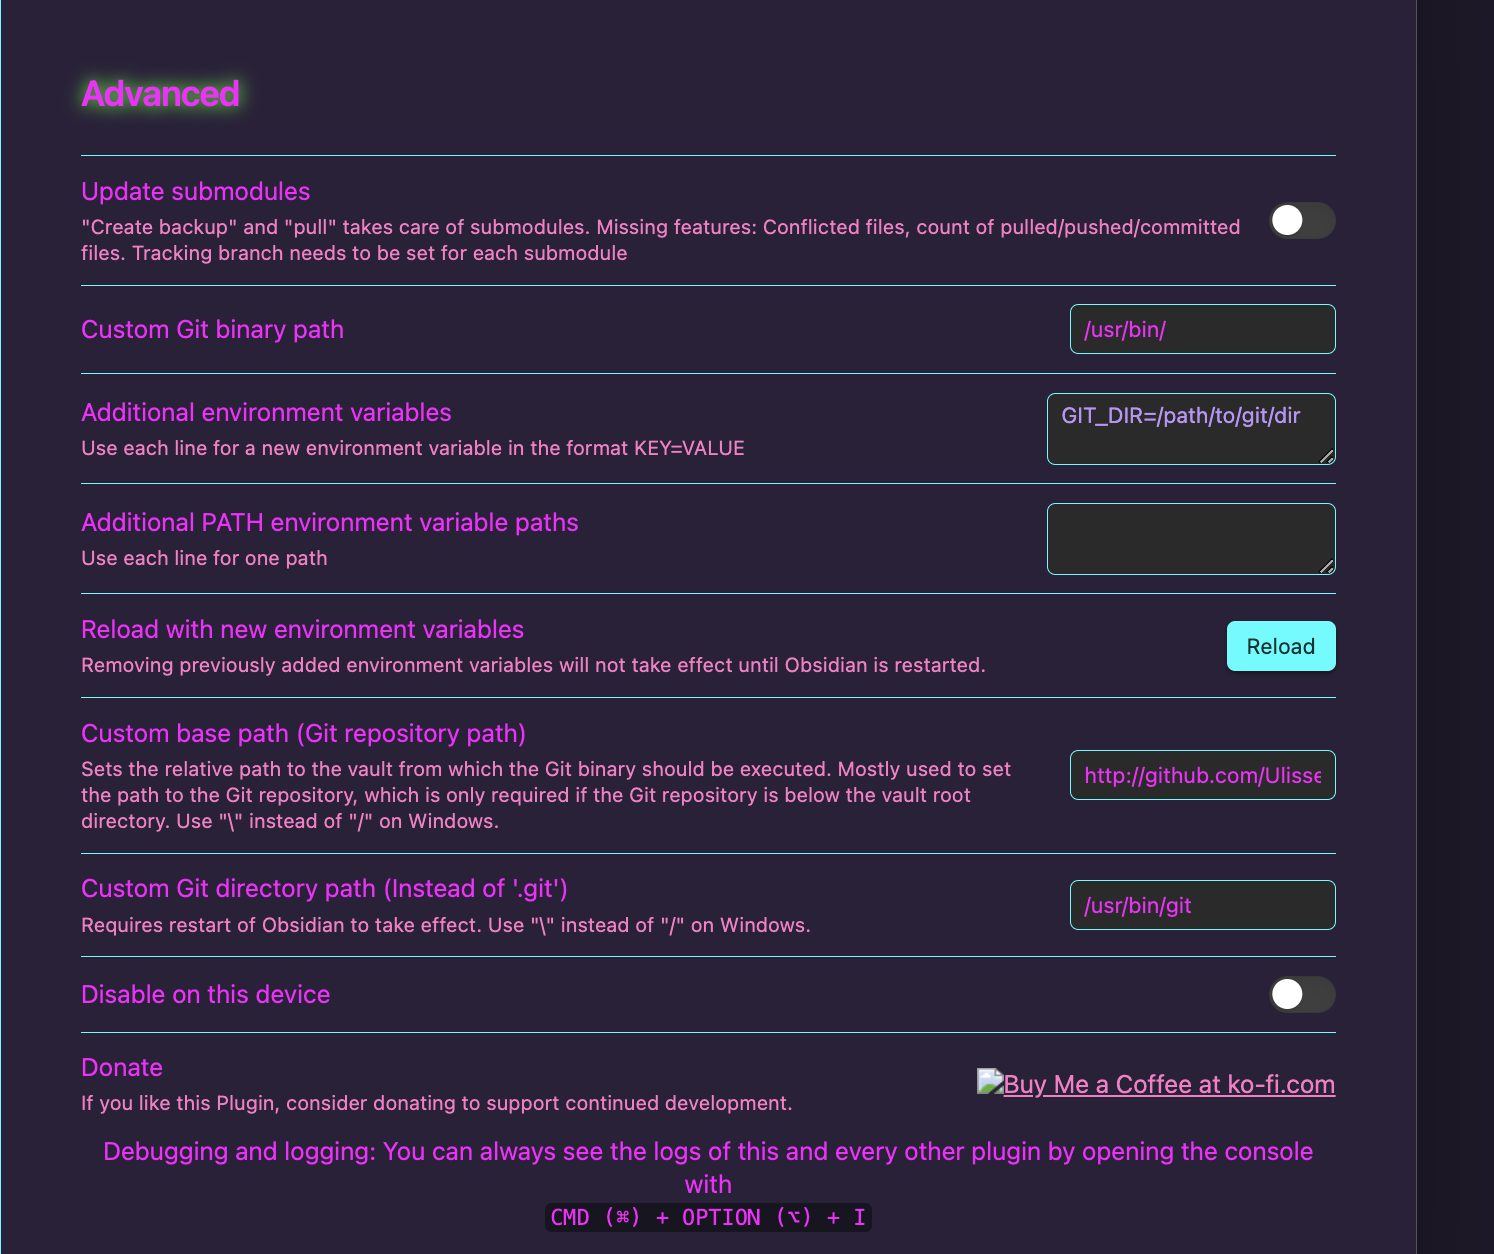 Advanced
Update submodules
"Create backup" and "pull" takes care of submodules. Missing features: Conflicted files, count of pulled/pushed/committed
files. Tracking branch needs to be set for each submodule
Custom Git binary path
/usr/bin/
Additional environment variables
Use each line for a new environment variable in the format KEY=VALUE
GIT_DIR=/path/to/git/dir
Additional PATH environment variable paths
Use each line for one path
Reload with new environment variables
Removing previously added environment variables will not take effect until Obsidian is restarted.
Reload
Custom base path (Git repository path)
Sets the relative path to the vault from which the Git binary should be executed. Mostly used to set
the path to the Git repository, which is only required if the Git repository is below the vault root
directory. Use "\" instead of "/" on Windows.
http://github.com/Ulisse
Custom Git directory path (Instead of '.git')
Requires restart of Obsidian to take effect. Use "\" instead of "/" on Windows.
/usr/bin/git
Disable on this device
Donate
If you like this Plugin, consider donating to support continued development.
Buy Me a Coffee at ko-fi.com
Debugging and logging: You can always see the logs of this and every other plugin by opening the console
with
CMD (⌘) + OPTION (⌥) + I